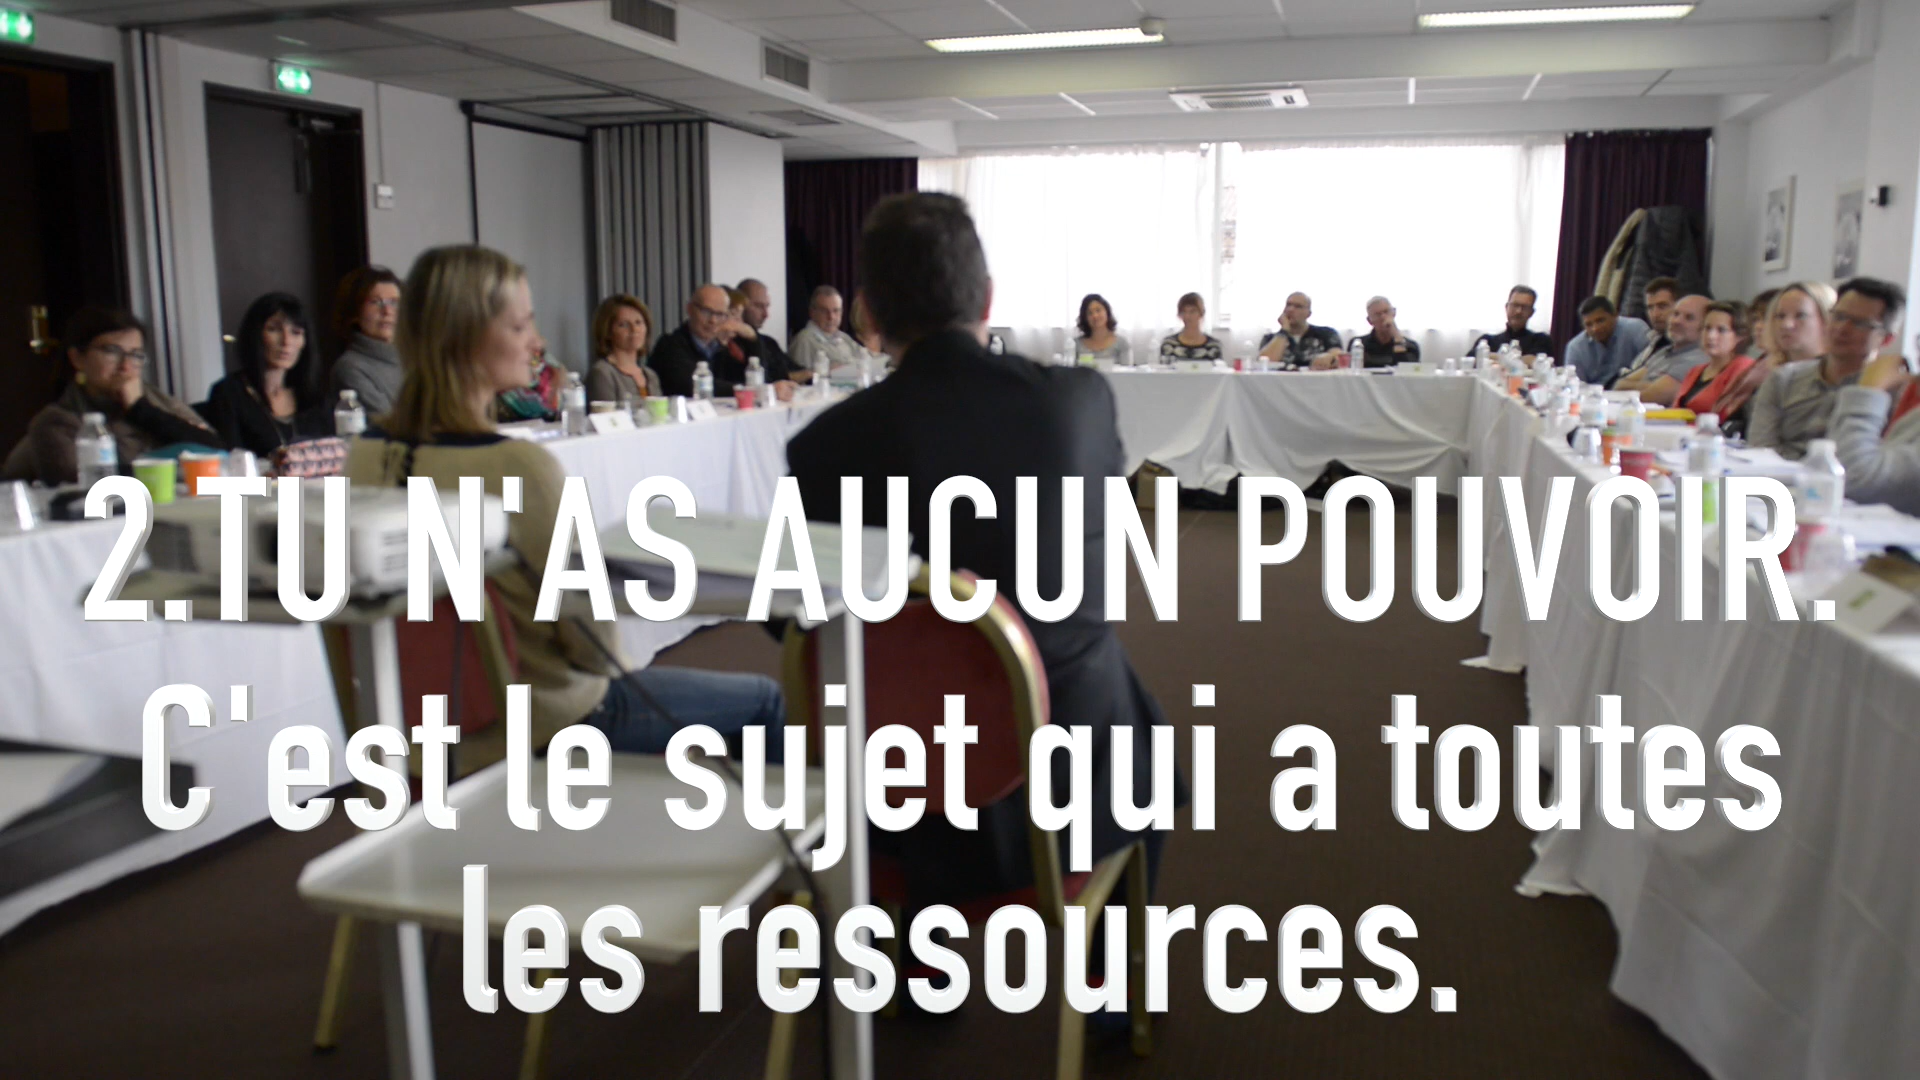 2.TU N'AS AUCUN POUVOIR.
C'est le sujet qui a toutes
les ressources.